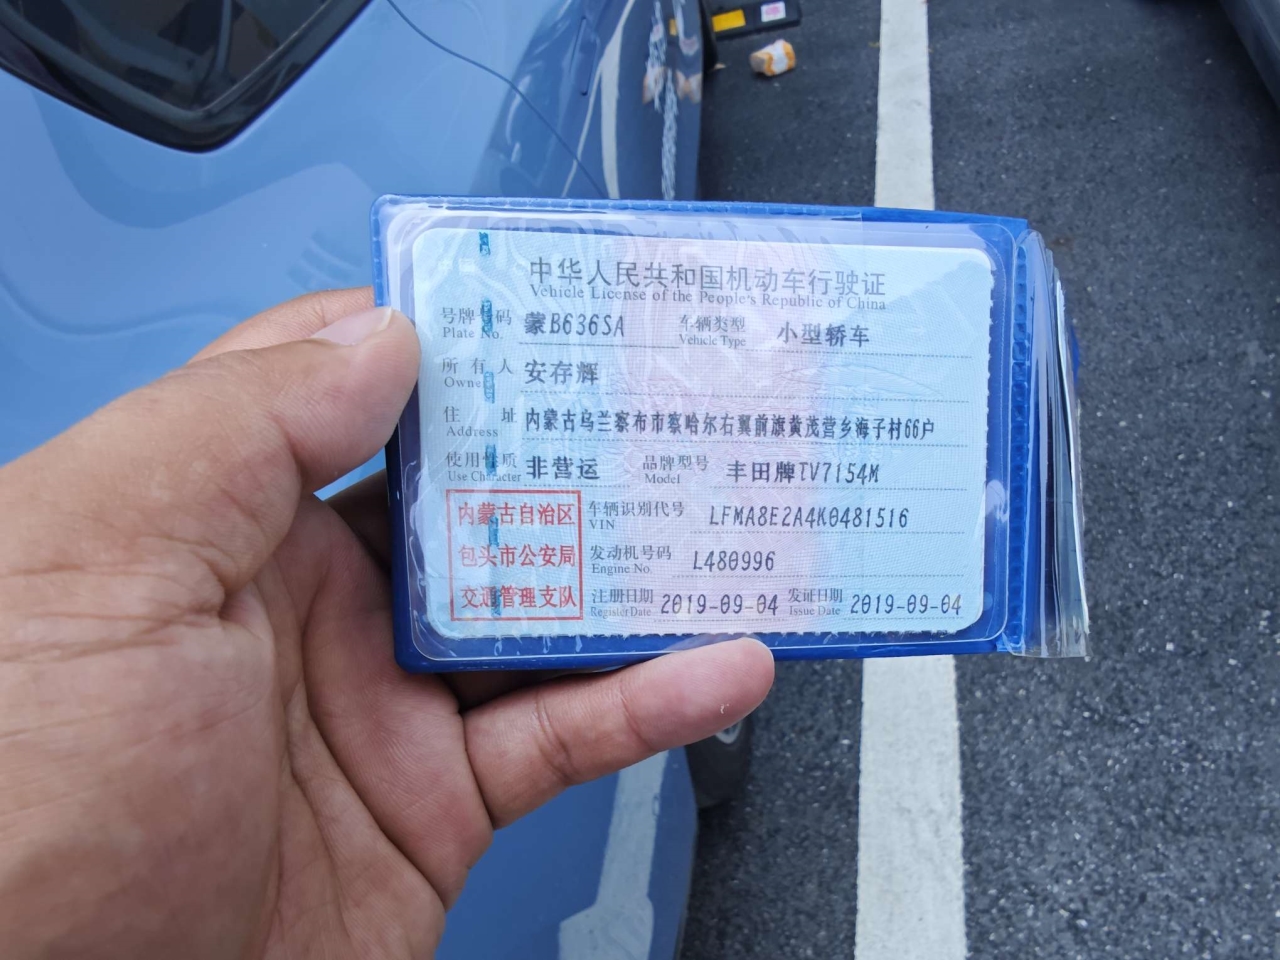 中华人民共和国机动车行驶证
Vehicle License of the People's Republic of China
号牌号码 蒙B636SA 车辆类型 小型轿车
Plate No. Vehicle Type
所有人 安存辉
Owner
住址 内蒙古乌兰察布市察哈尔右翼前旗黄茂营乡海子村66户
Address
使用性质 非营运 品牌型号 丰田牌TV7154M
Use Character Model
内蒙古自治区 车辆识别代号 LFMA8E2A4K0481516
VIN
包头市公安局 发动机号码 L480996
Engine No.
交通管理支队 注册日期 2019-09-04 发证日期 2019-09-04
Register Date Issue Date